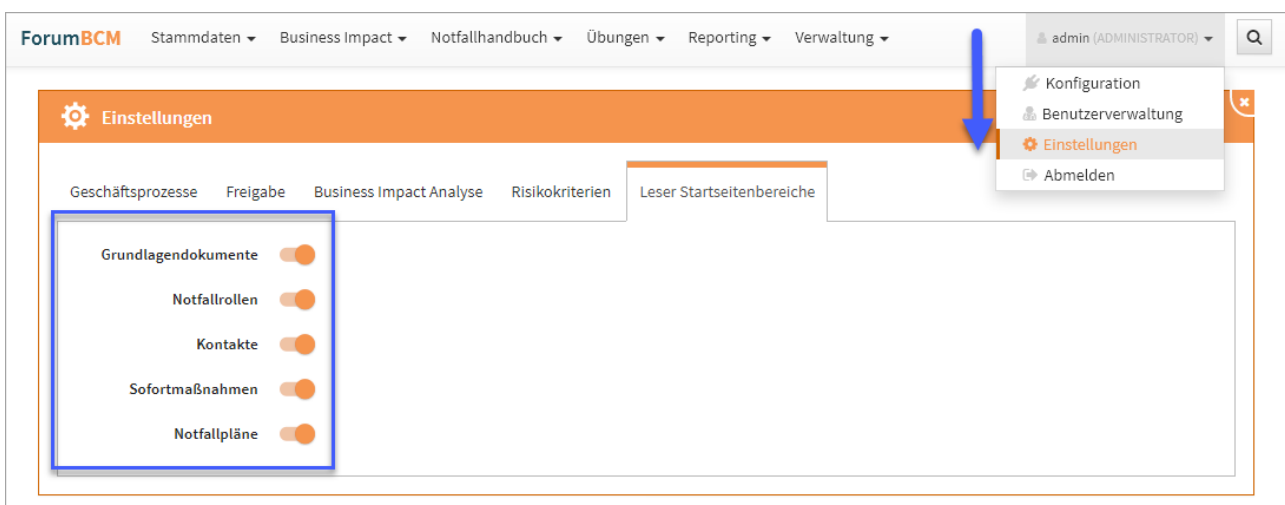 ForumBCM Stammdaten Business Impact Notfallhandbuch Übungen Reporting Verwaltung admin (ADMINISTRATOR)
Konfiguration
Benutzerverwaltung
Einstellungen
Abmelden
Einstellungen
Geschäftsprozesse Freigabe Business Impact Analyse Risikokriterien Leser Startseitenbereiche
Grundlagendokumente
Notfallrollen
Kontakte
Sofortmaßnahmen
Notfallpläne